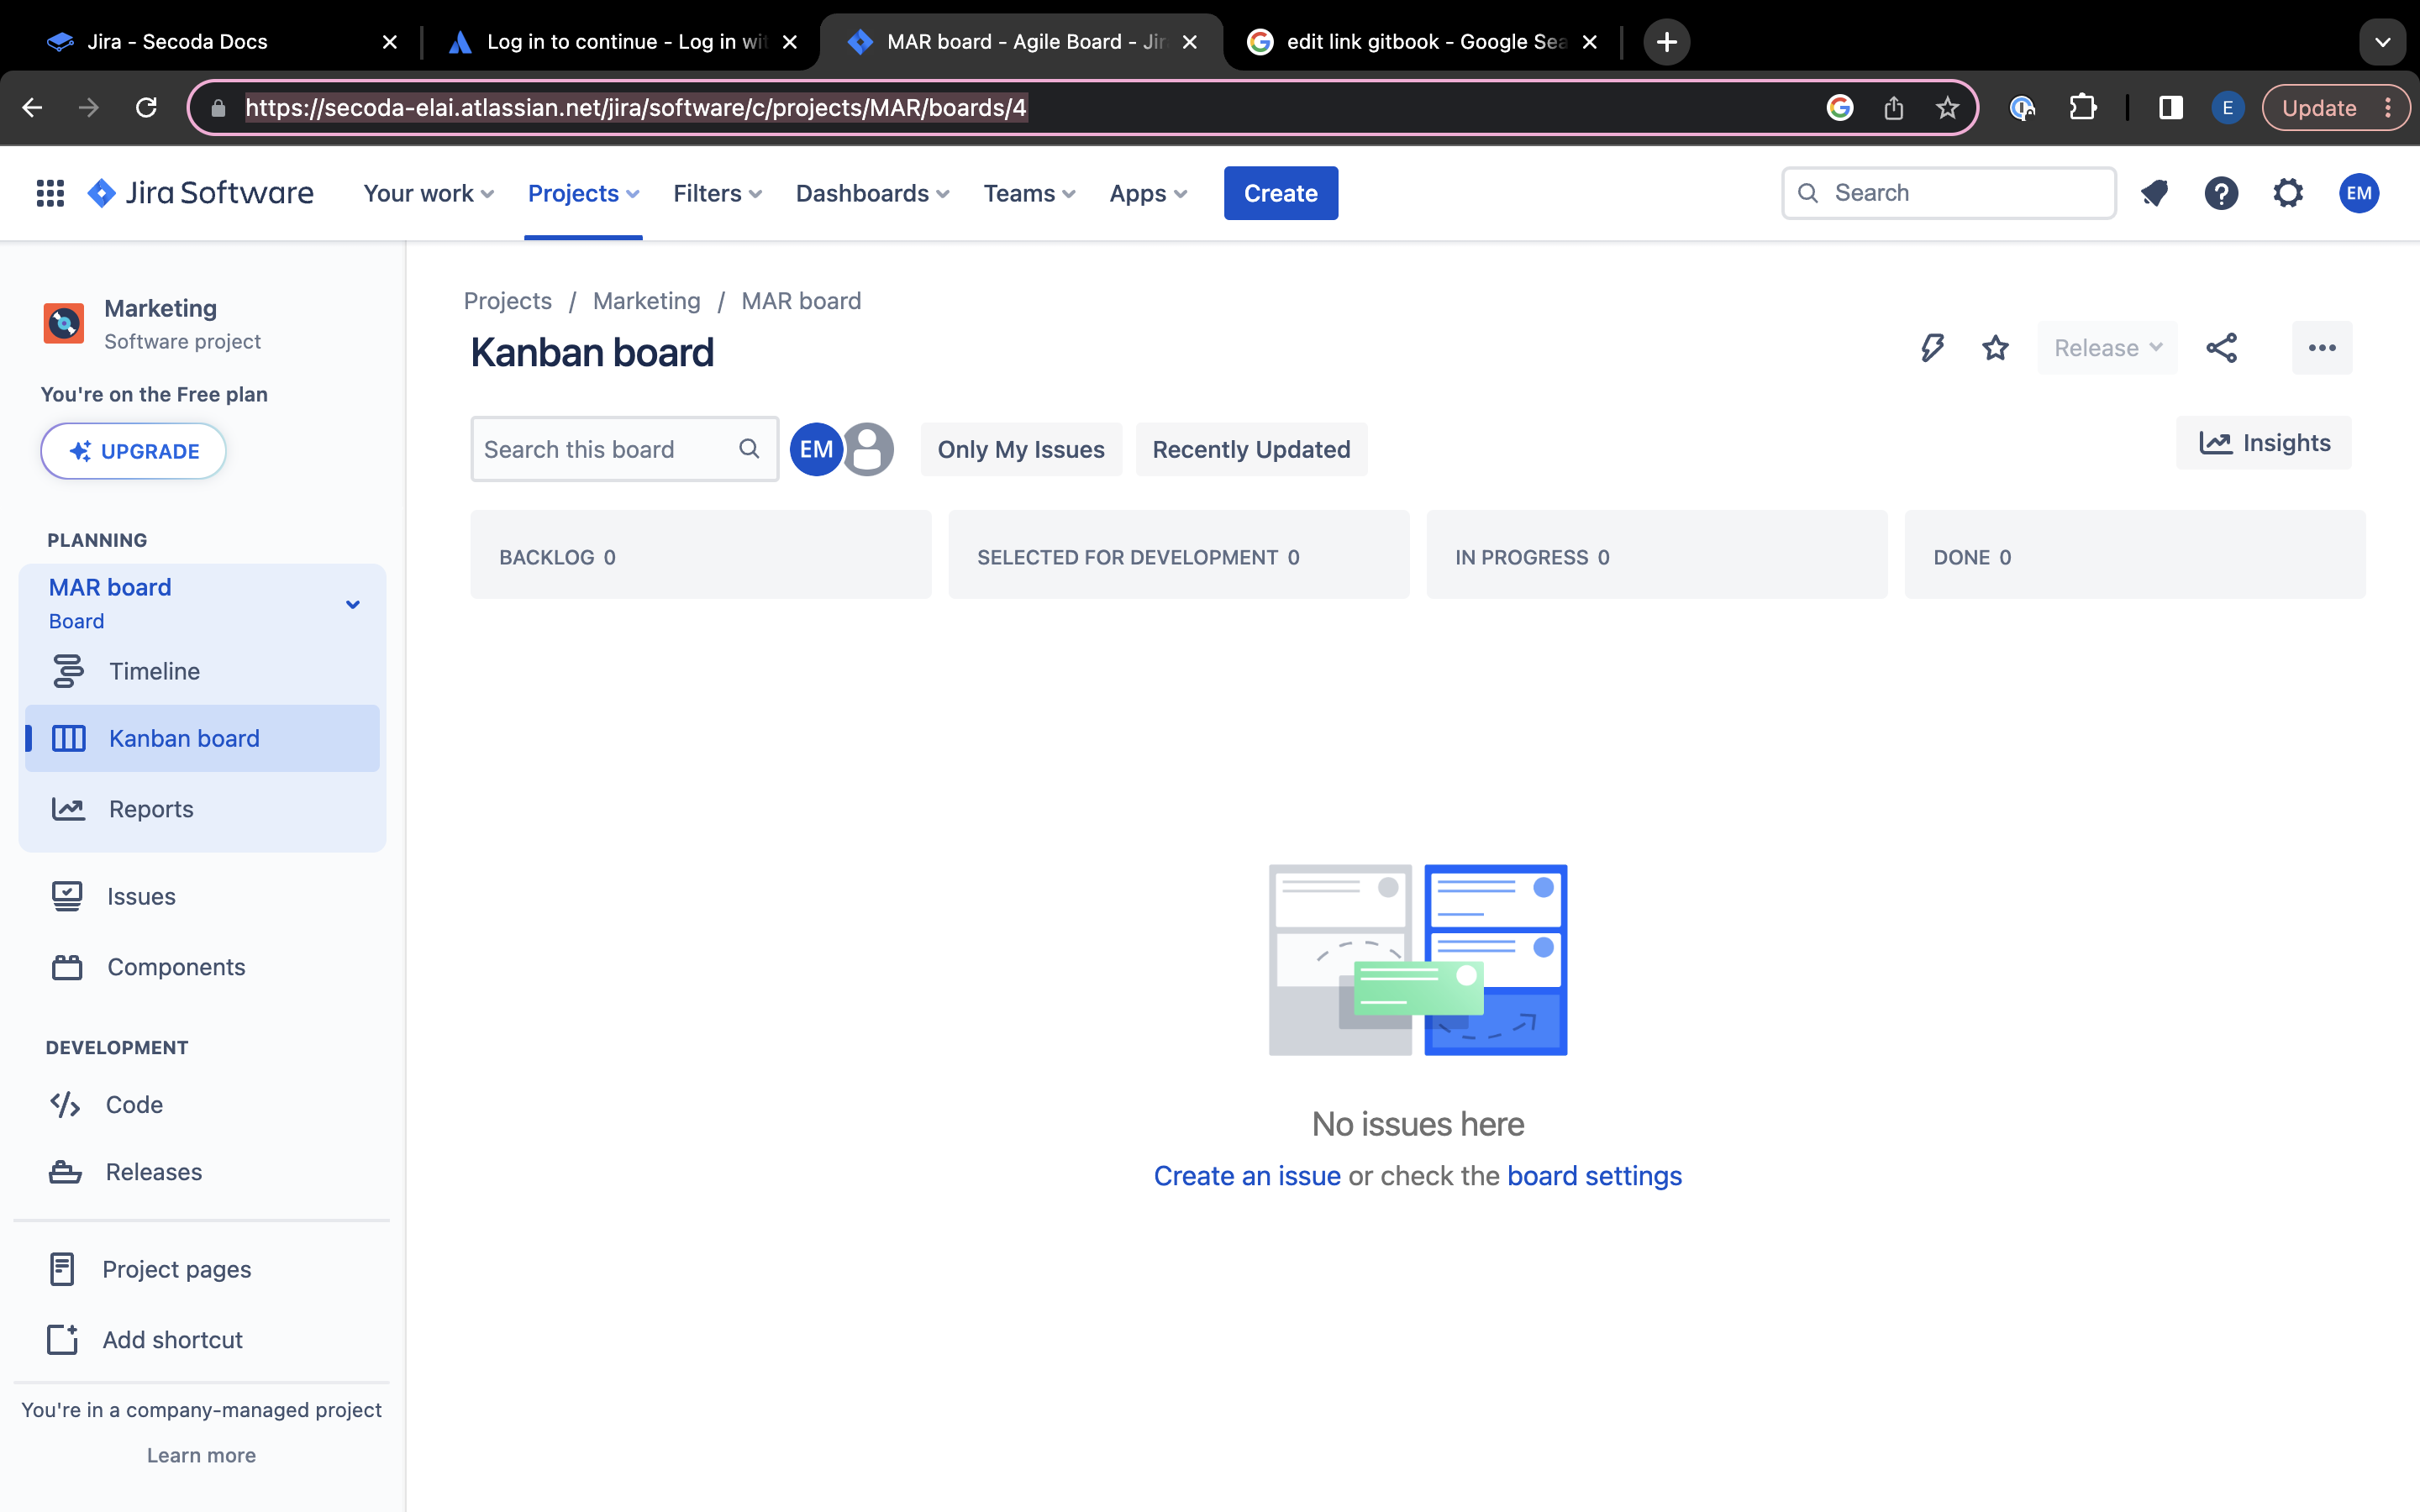 Jira - Secoda Docs
Log in to continue - Log in wit
MAR board - Agile Board - Jir
edit link gitbook - Google Sea
https://secoda-elai.atlassian.net/jira/software/c/projects/MAR/boards/4
E
Update
Jira Software
Your work
Projects
Filters
Dashboards
Teams
Apps
Create
Search
EM
Marketing
Software project
You're on the Free plan
UPGRADE
PLANNING
MAR board
Board
Timeline
Kanban board
Reports
Issues
Components
DEVELOPMENT
Code
Releases
Project pages
Add shortcut
You're in a company-managed project
Learn more
Projects / Marketing / MAR board
Kanban board
Release
Search this board
EM
Only My Issues
Recently Updated
Insights
BACKLOG 0
SELECTED FOR DEVELOPMENT 0
IN PROGRESS 0
DONE 0
No issues here
Create an issue or check the board settings